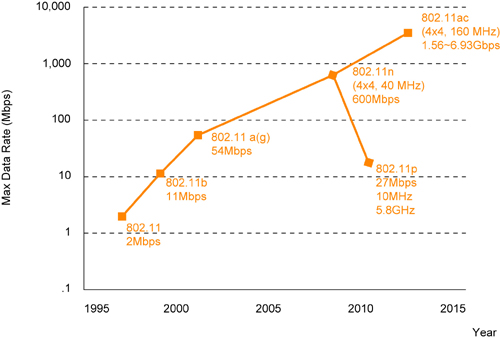 Max Data Rate (Mbps)
10,000
1,000
100
10
1
.1
802.11ac
(4x4, 160 MHz)
1.56~6.93Gbps
802.11n
(4x4, 40 MHz)
600Mbps
802.11 a(g)
54Mbps
802.11p
27Mbps
10MHz
5.8GHz
802.11b
11Mbps
802.11
2Mbps
1995
2000
2005
2010
2015
Year